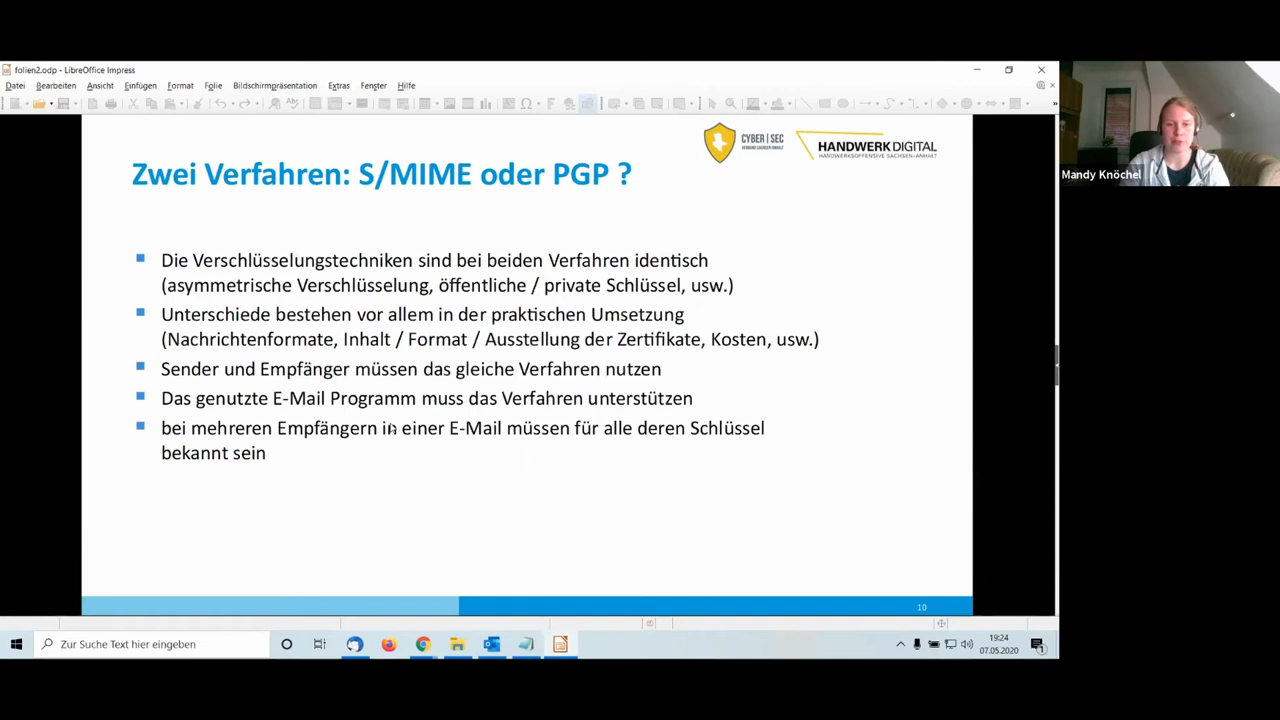 folien2.odp - LibreOffice Impress
Datei Bearbeiten Ansicht Einfügen Format Folie Bildschirmpräsentation Extras Fenster Hilfe
CYBER | SEC
HANDWERK DIGITAL
HANDWERKSOFFENSIVE SACHSEN-ANHALT
Mandy Knöchel
Zwei Verfahren: S/MIME oder PGP ?
Die Verschlüsselungstechniken sind bei beiden Verfahren identisch
(asymmetrische Verschlüsselung, öffentliche / private Schlüssel, usw.)
Unterschiede bestehen vor allem in der praktischen Umsetzung
(Nachrichtenformate, Inhalt / Format / Ausstellung der Zertifikate, Kosten, usw.)
Sender und Empfänger müssen das gleiche Verfahren nutzen
Das genutzte E-Mail Programm muss das Verfahren unterstützen
bei mehreren Empfängern in einer E-Mail müssen für alle deren Schlüssel
bekannt sein
10
Zur Suche Text hier eingeben
19:24
07.05.2020